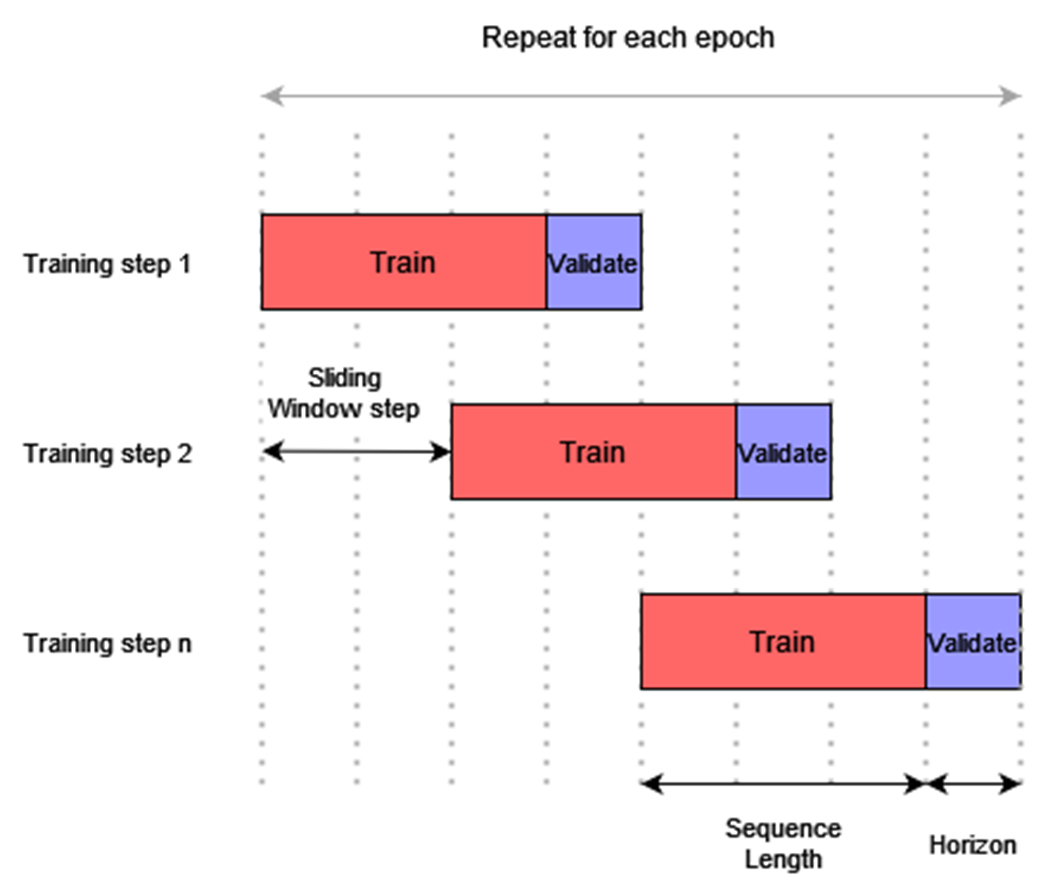 Repeat for each epoch
Training step 1
Train
Validate
Sliding
Window step
Training step 2
Train
Validate
Training step n
Train
Validate
Sequence
Length
Horizon